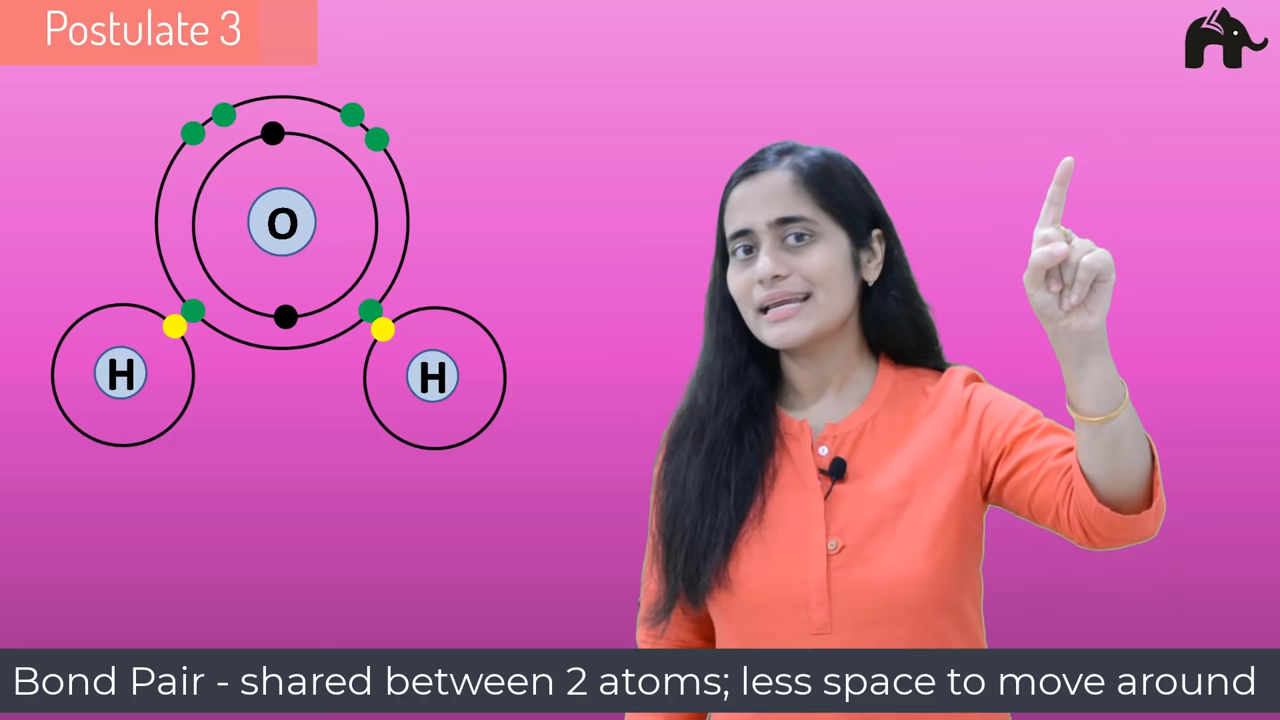 Postulate 3
O
H
H
Bond Pair - shared between 2 atoms; less space to move around